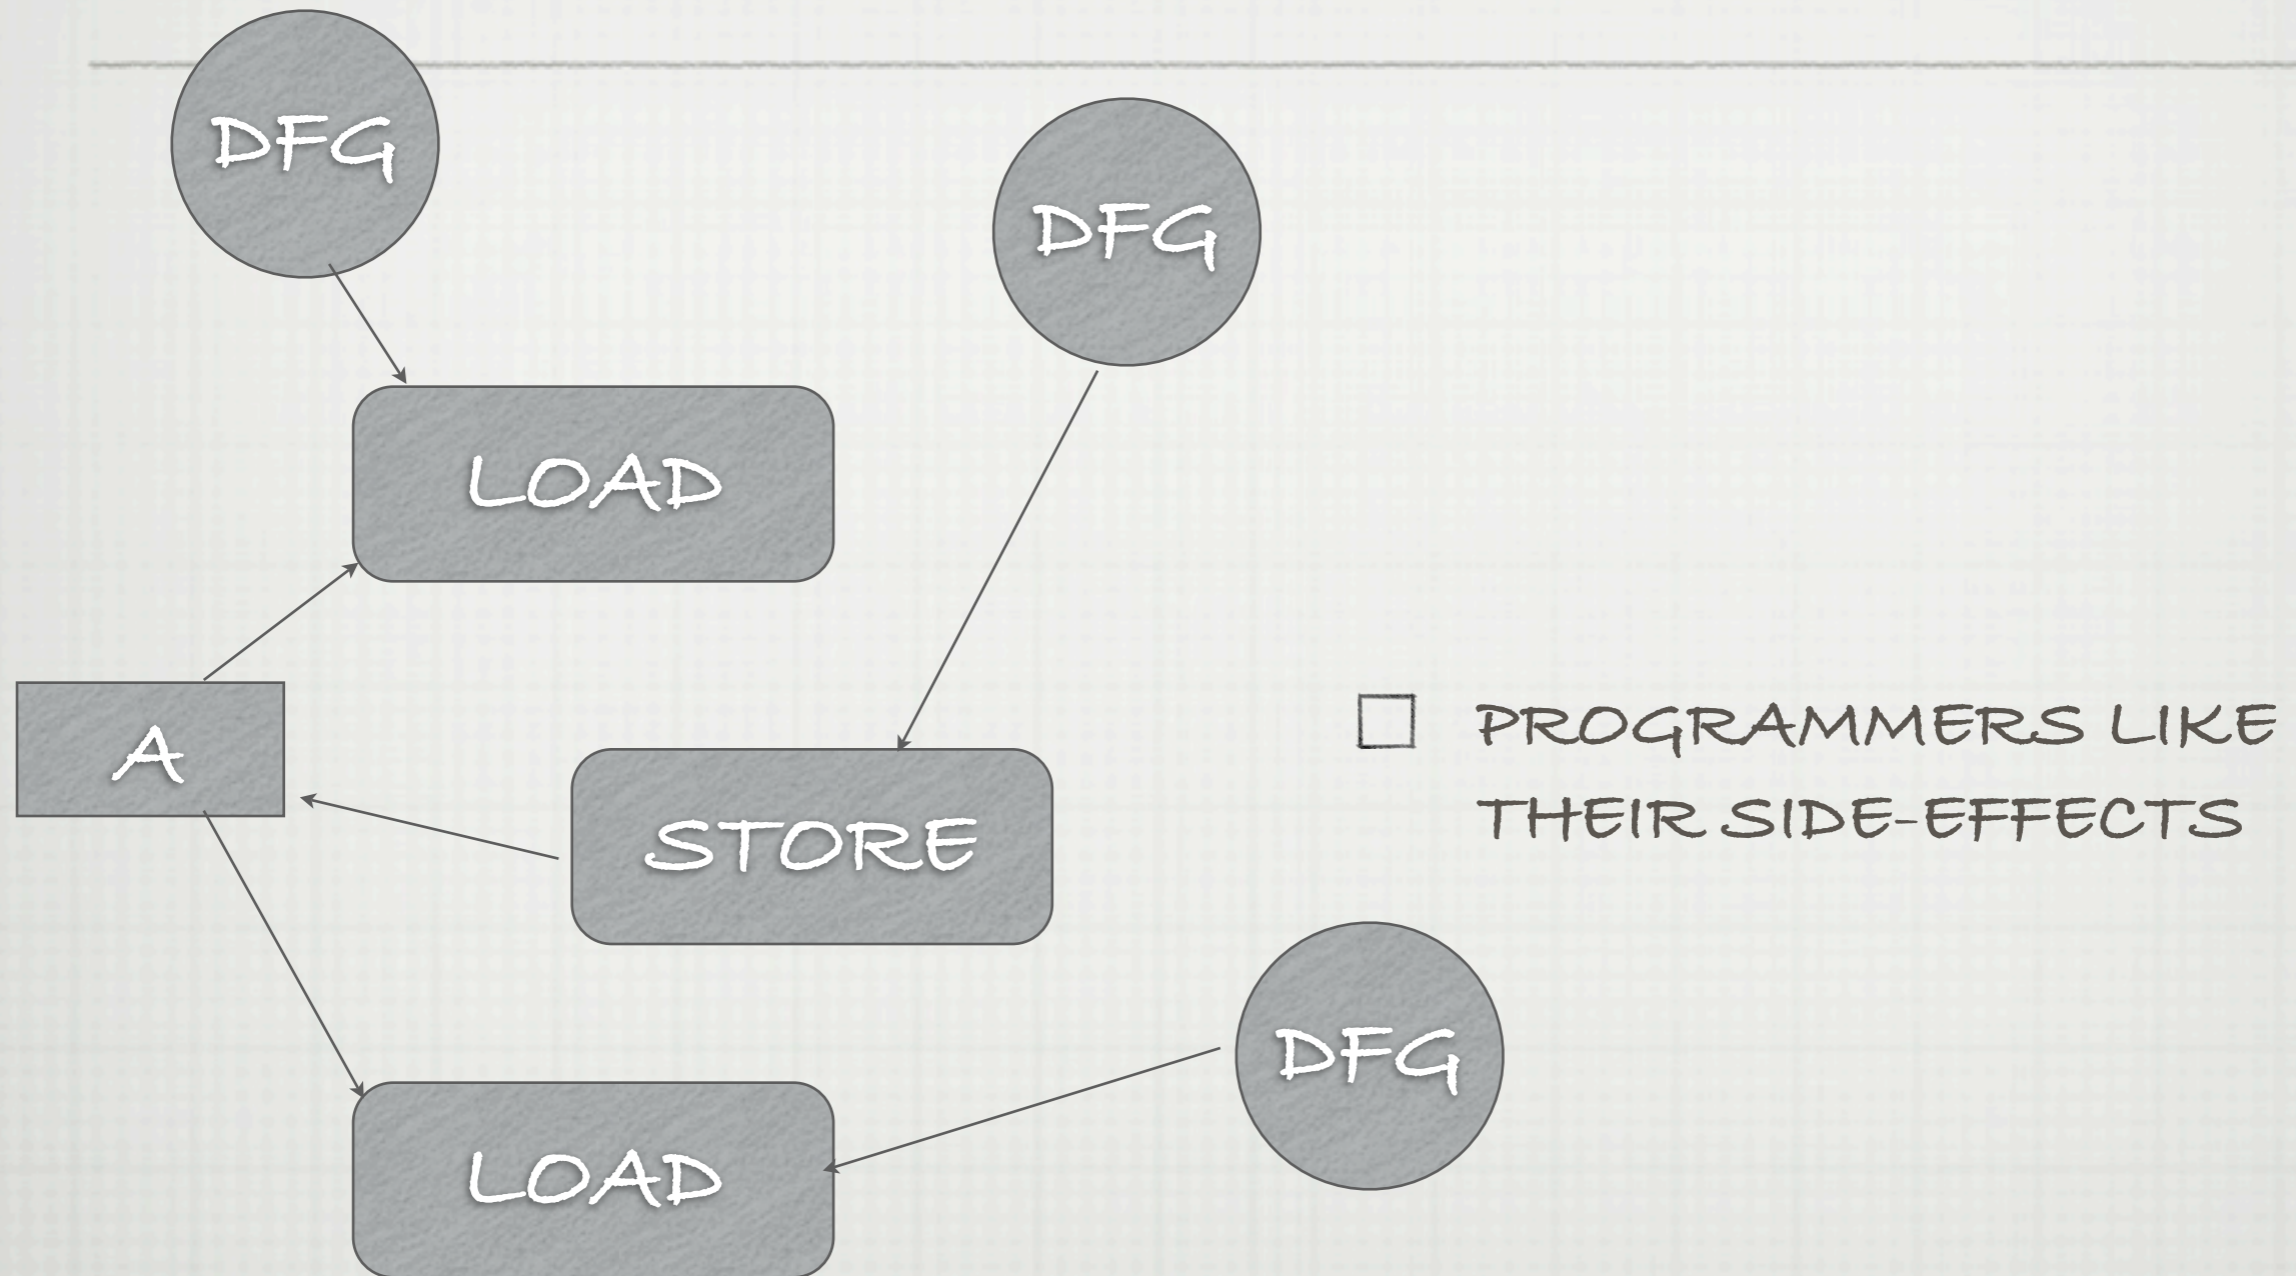 DFG
DFG
LOAD
A
STORE
PROGRAMMERS LIKE
THEIR SIDE-EFFECTS
DFG
LOAD